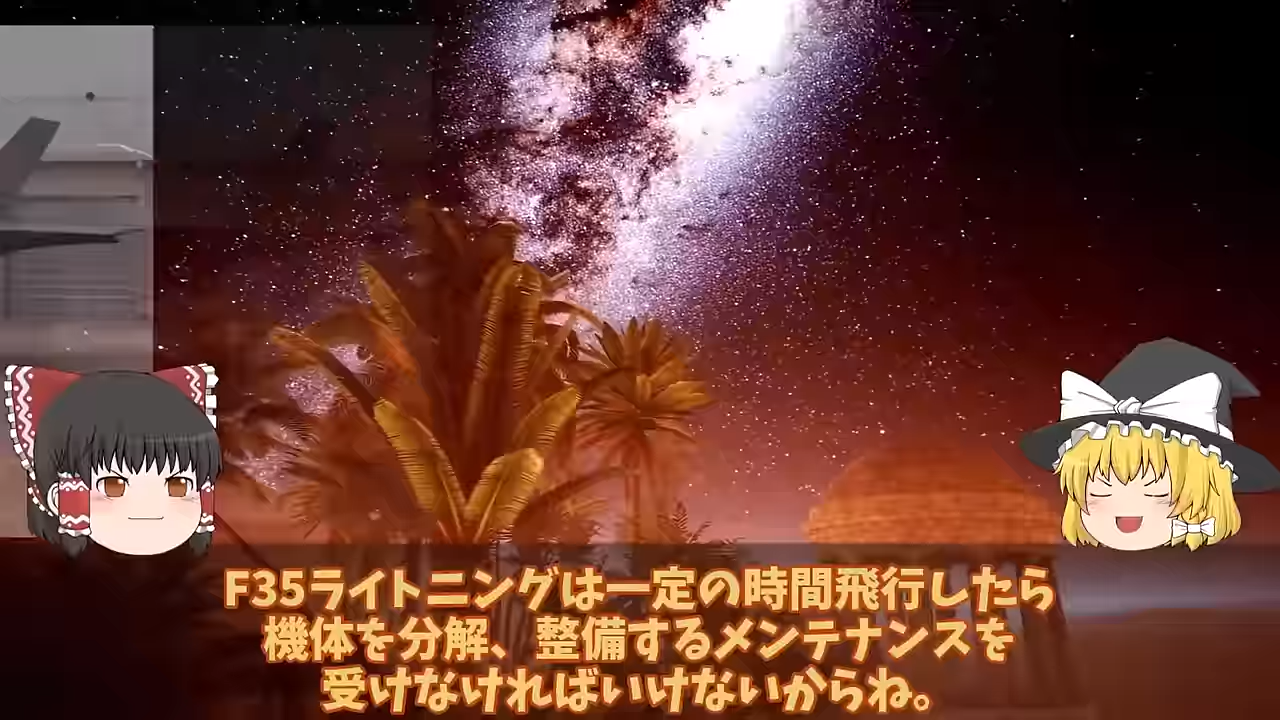 F35ライトニングは一定の時間飛行したら
機体を分解、整備するメンテナンスを
受けなければいけないからね。